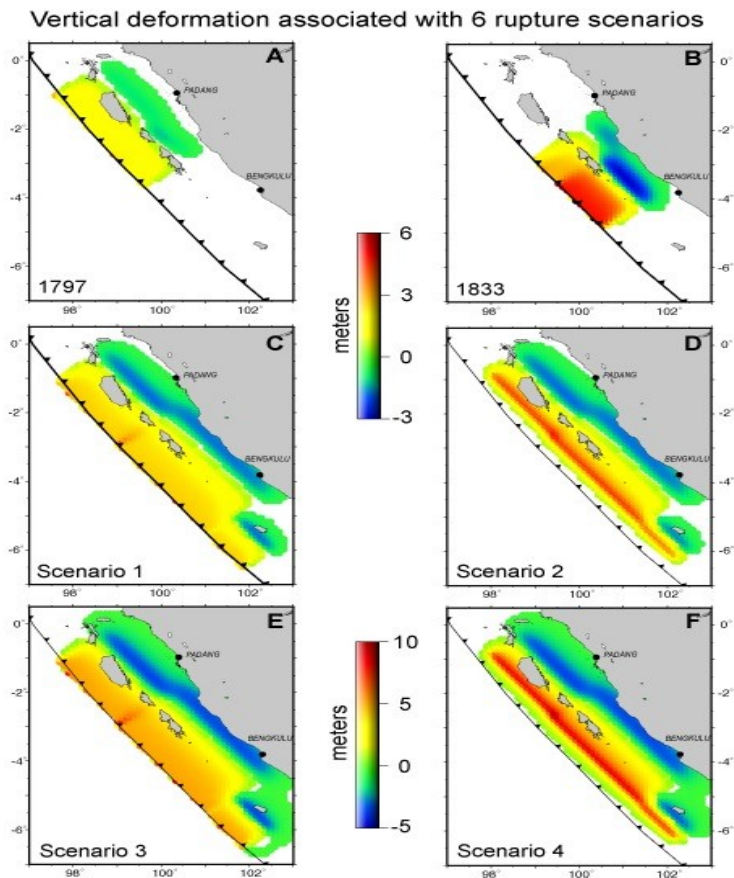 Vertical deformation associated with 6 rupture scenarios
A
0°
PADANG
-2°
BENGKULU
-4°
-6°
1797
98° 100° 102°
B
0°
PADANG
-2°
BENGKULU
-4°
-6°
1833
98° 100° 102°
6
3
0
-3
meters
C
0°
PADANG
-2°
BENGKULU
-4°
-6°
Scenario 1
98° 100° 102°
D
0°
PADANG
-2°
BENGKULU
-4°
-6°
Scenario 2
98° 100° 102°
E
0°
PADANG
-2°
BENGKULU
-4°
-6°
Scenario 3
98° 100° 102°
10
5
0
-5
meters
F
0°
PADANG
-2°
BENGKULU
-4°
-6°
Scenario 4
98° 100° 102°